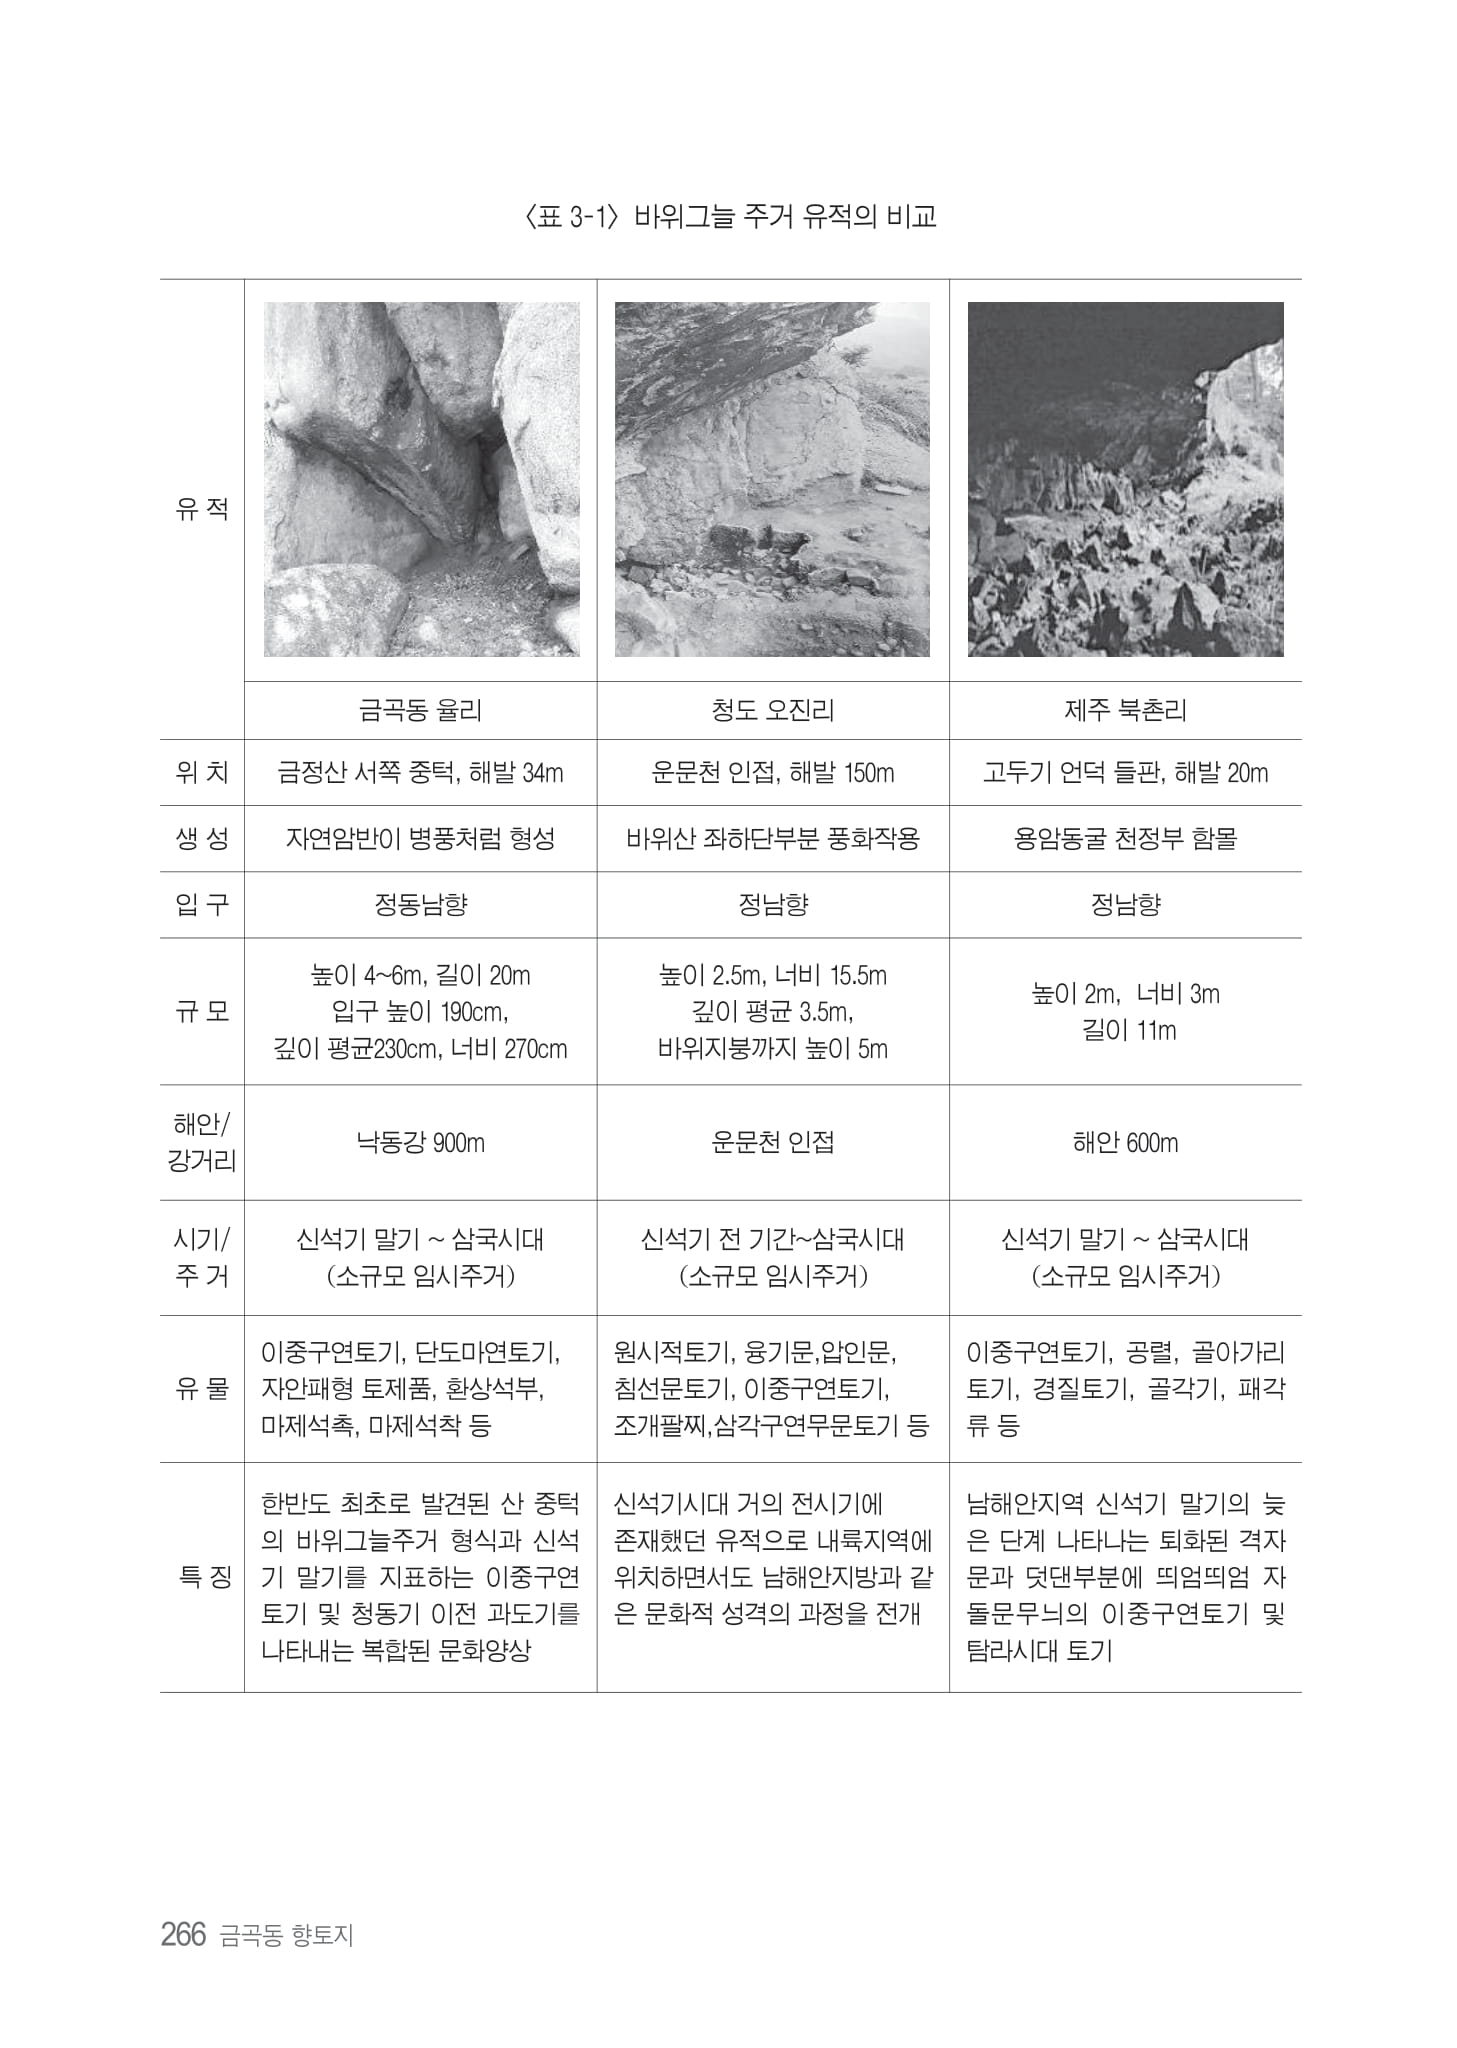 〈표 3-1〉 바위그늘 주거 유적의 비교
유 적
금곡동 율리
청도 오진리
제주 북촌리
위 치
금정산 서쪽 중턱, 해발 34m
운문천 인접, 해발 150m
고두기 언덕 들판, 해발 20m
생 성
자연암반이 병풍처럼 형성
바위산 좌하단부분 풍화작용
용암동굴 천정부 함몰
입 구
정동남향
정남향
정남향
규 모
높이 4~6m, 길이 20m
입구 높이 190cm,
깊이 평균230cm, 너비 270cm
높이 2.5m, 너비 15.5m
깊이 평균 3.5m,
바위지붕까지 높이 5m
높이 2m, 너비 3m
길이 11m
해안/
강거리
낙동강 900m
운문천 인접
해안 600m
시기/
주 거
신석기 말기 ~ 삼국시대
(소규모 임시주거)
신석기 전 기간~삼국시대
(소규모 임시주거)
신석기 말기 ~ 삼국시대
(소규모 임시주거)
유 물
이중구연토기, 단도마연토기,
자안패형 토제품, 환상석부,
마제석촉, 마제석착 등
원시적토기, 융기문,압인문,
침선문토기, 이중구연토기,
조개팔찌,삼각구연무문토기 등
이중구연토기, 공렬, 골아가리
토기, 경질토기, 골각기, 패각
류 등
특 징
한반도 최초로 발견된 산 중턱
의 바위그늘주거 형식과 신석
기 말기를 지표하는 이중구연
토기 및 청동기 이전 과도기를
나타내는 복합된 문화양상
신석기시대 거의 전시기에
존재했던 유적으로 내륙지역에
위치하면서도 남해안지방과 같
은 문화적 성격의 과정을 전개
남해안지역 신석기 말기의 늦
은 단계 나타나는 퇴화된 격자
문과 덧댄부분에 띄엄띄엄 자
돌문무늬의 이중구연토기 및
탐라시대 토기
266 금곡동 향토지